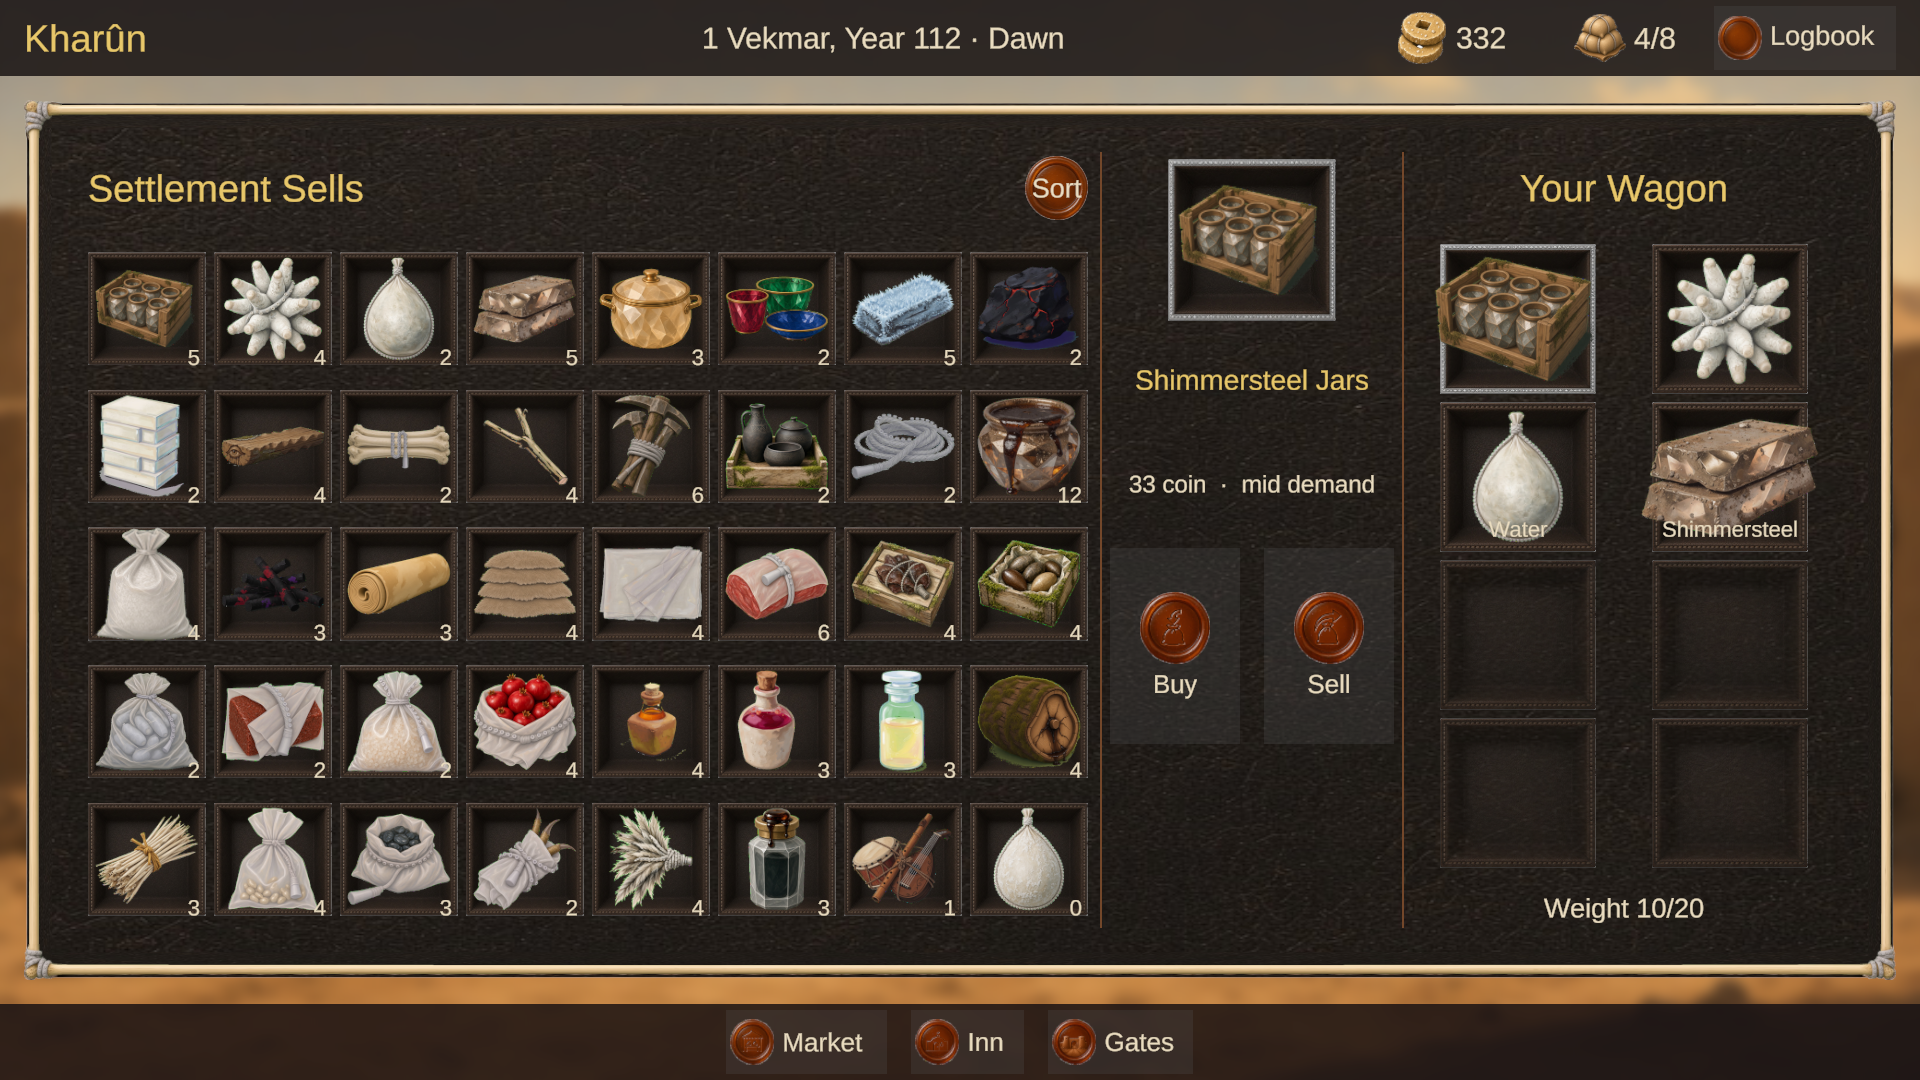 Kharûn
1 Vekmar, Year 112 · Dawn
332
4/8
Logbook
Settlement Sells
Sort
5 4 2 5 3 2 5 2
2 4 2 4 6 2 2 12
4 3 3 4 4 6 4 4
2 2 2 4 4 3 3 4
3 4 3 2 4 3 1 0
Shimmersteel Jars
33 coin · mid demand
Buy
Sell
Your Wagon
Water
Shimmersteel
Weight 10/20
Market
Inn
Gates